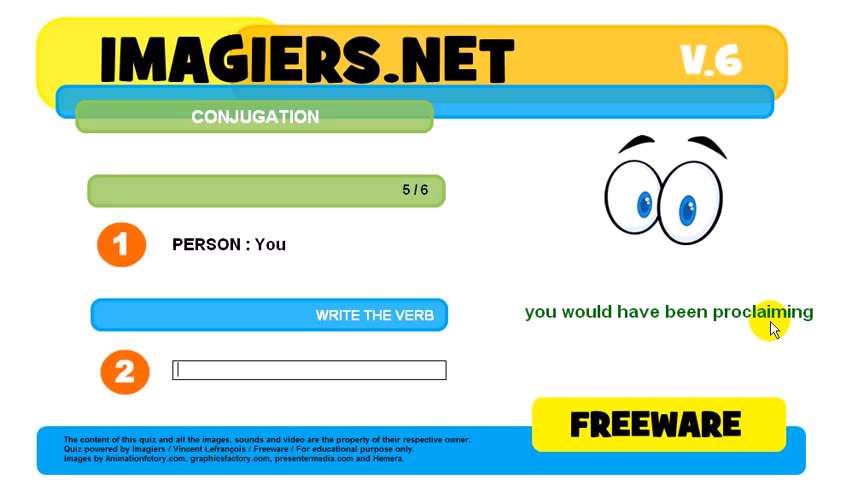 IMAGIERS.NET
V.6
CONJUGATION
5 / 6
1
PERSON : You
WRITE THE VERB
you would have been proclaiming
2
FREEWARE
The content of this quiz and all the images, sounds and video are the property of their respective owner.
Quiz powered by Imagiers / Vincent Lefrançois / Freeware / For educational purpose only.
Images by Animationfctory.com, graphicsfactory.com, presentermedia.com and Hemera.